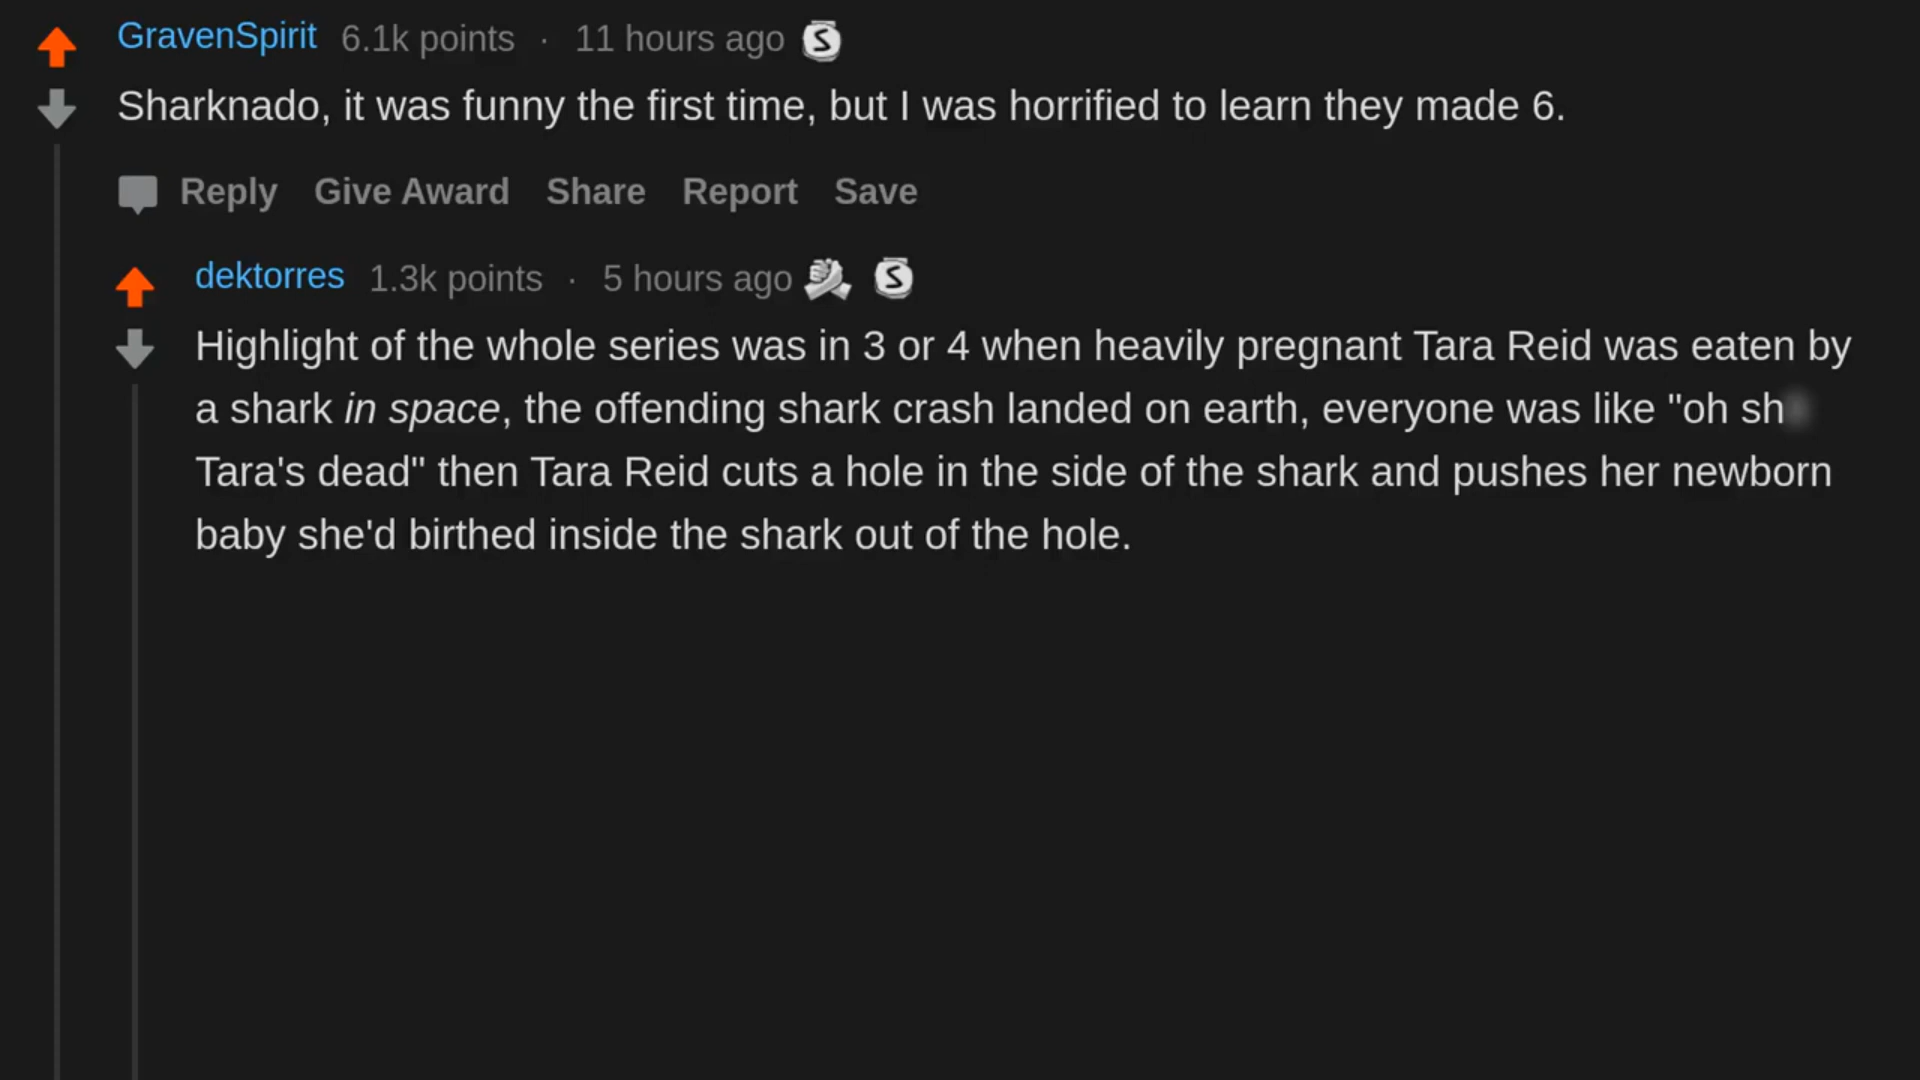 GravenSpirit 6.1k points · 11 hours ago
Sharknado, it was funny the first time, but I was horrified to learn they made 6.
Reply Give Award Share Report Save
dektorres 1.3k points · 5 hours ago
Highlight of the whole series was in 3 or 4 when heavily pregnant Tara Reid was eaten by
a shark in space, the offending shark crash landed on earth, everyone was like "oh sh
Tara's dead" then Tara Reid cuts a hole in the side of the shark and pushes her newborn
baby she'd birthed inside the shark out of the hole.